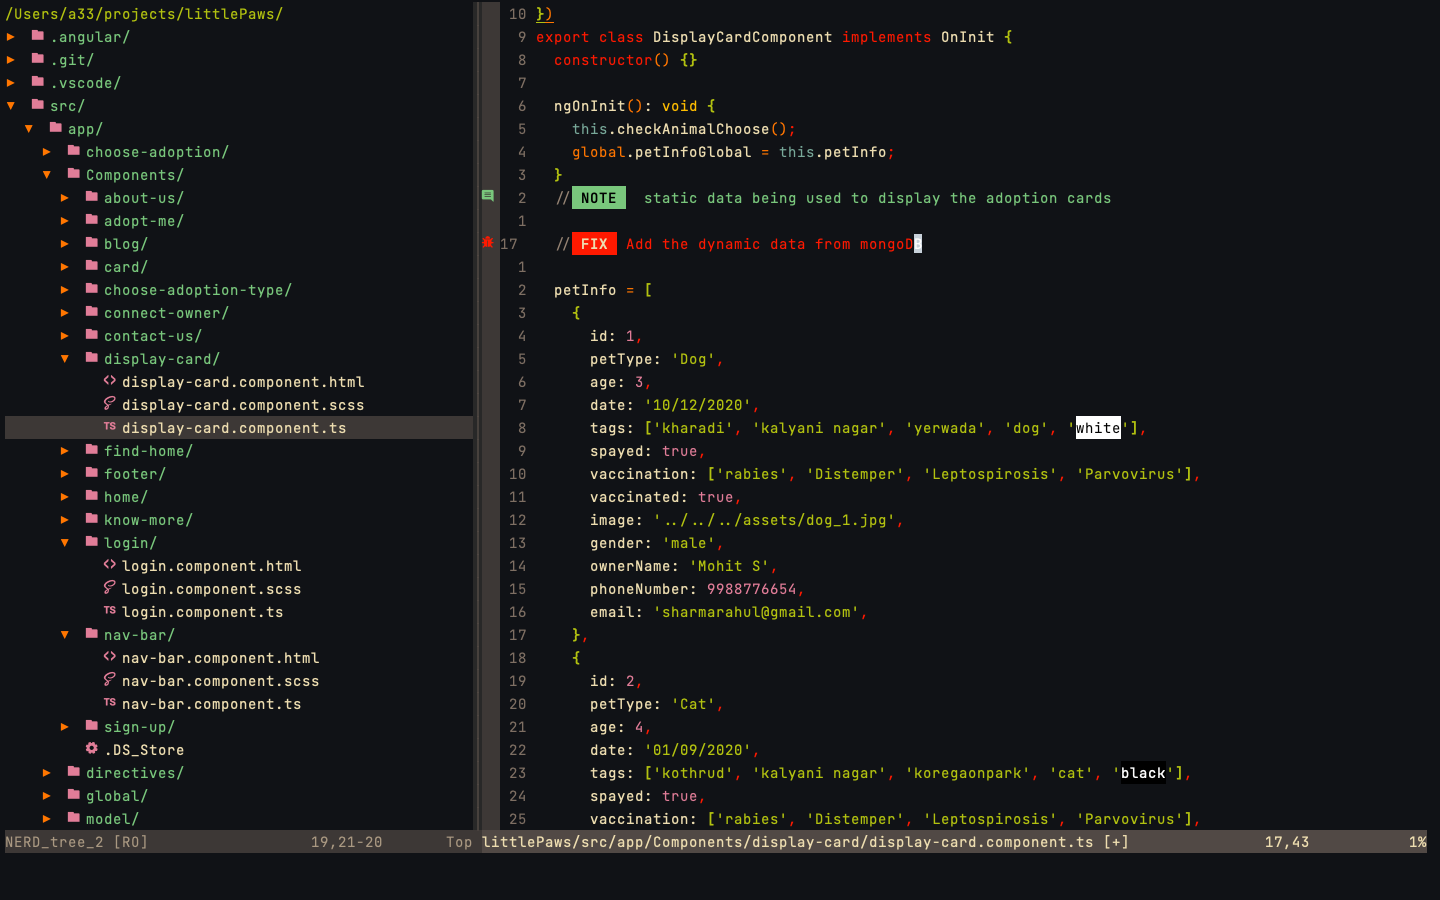 /Users/a33/projects/littlePaws/
.angular/
.git/
.vscode/
src/
app/
choose-adoption/
Components/
about-us/
adopt-me/
blog/
card/
choose-adoption-type/
connect-owner/
contact-us/
display-card/
display-card.component.html
display-card.component.scss
TS display-card.component.ts
find-home/
footer/
home/
know-more/
login/
login.component.html
login.component.scss
TS login.component.ts
nav-bar/
nav-bar.component.html
nav-bar.component.scss
TS nav-bar.component.ts
sign-up/
.DS_Store
directives/
global/
model/
NERD_tree_2 [RO] 19,21-20 Top
10 })
9 export class DisplayCardComponent implements OnInit {
8 constructor() {}
7
6 ngOnInit(): void {
5 this.checkAnimalChoose();
4 global.petInfoGlobal = this.petInfo;
3 }
2 // NOTE static data being used to display the adoption cards
1
17 // FIX Add the dynamic data from mongoDB
1
2 petInfo = [
3 {
4 id: 1,
5 petType: 'Dog',
6 age: 3,
7 date: '10/12/2020',
8 tags: ['kharadi', 'kalyani nagar', 'yerwada', 'dog', 'white'],
9 spayed: true,
10 vaccination: ['rabies', 'Distemper', 'Leptospirosis', 'Parvovirus'],
11 vaccinated: true,
12 image: '../../../assets/dog_1.jpg',
13 gender: 'male',
14 ownerName: 'Mohit S',
15 phoneNumber: 9988776654,
16 email: 'sharmarahul@gmail.com',
17 },
18 {
19 id: 2,
20 petType: 'Cat',
21 age: 4,
22 date: '01/09/2020',
23 tags: ['kothrud', 'kalyani nagar', 'koregaonpark', 'cat', 'black'],
24 spayed: true,
25 vaccination: ['rabies', 'Distemper', 'Leptospirosis', 'Parvovirus'],
littlePaws/src/app/Components/display-card/display-card.component.ts [+] 17,43 1%